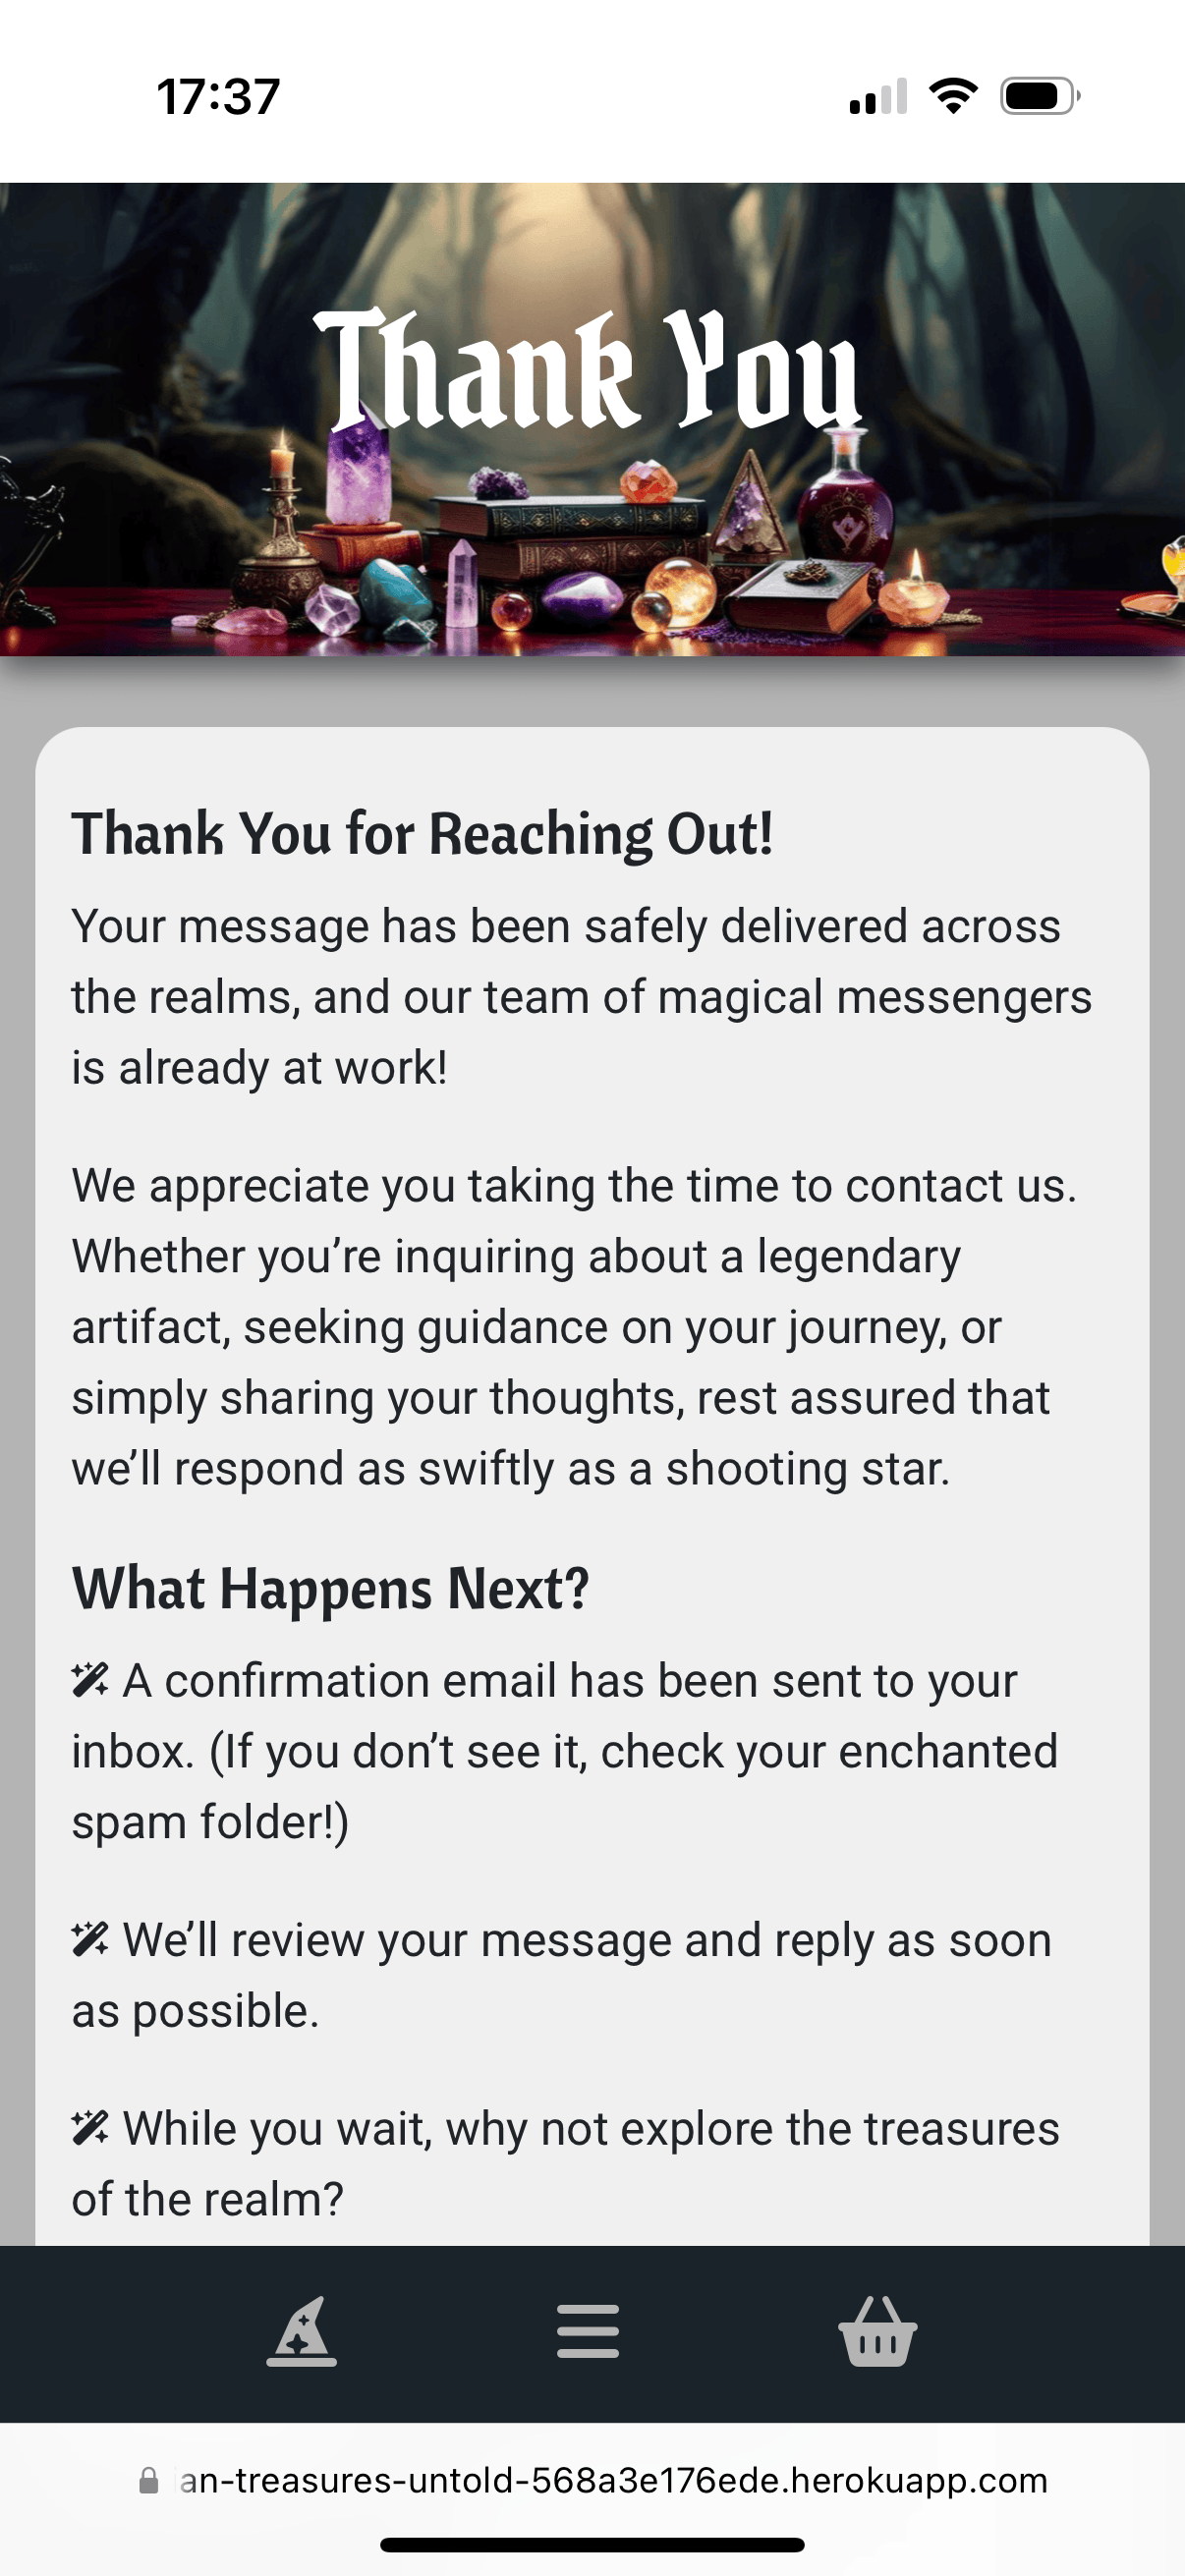 17:37
Thank You
Thank You for Reaching Out!
Your message has been safely delivered across
the realms, and our team of magical messengers
is already at work!
We appreciate you taking the time to contact us.
Whether you’re inquiring about a legendary
artifact, seeking guidance on your journey, or
simply sharing your thoughts, rest assured that
we’ll respond as swiftly as a shooting star.
What Happens Next?
A confirmation email has been sent to your
inbox. (If you don’t see it, check your enchanted
spam folder!)
We’ll review your message and reply as soon
as possible.
While you wait, why not explore the treasures
of the realm?
an-treasures-untold-568a3e176ede.herokuapp.com